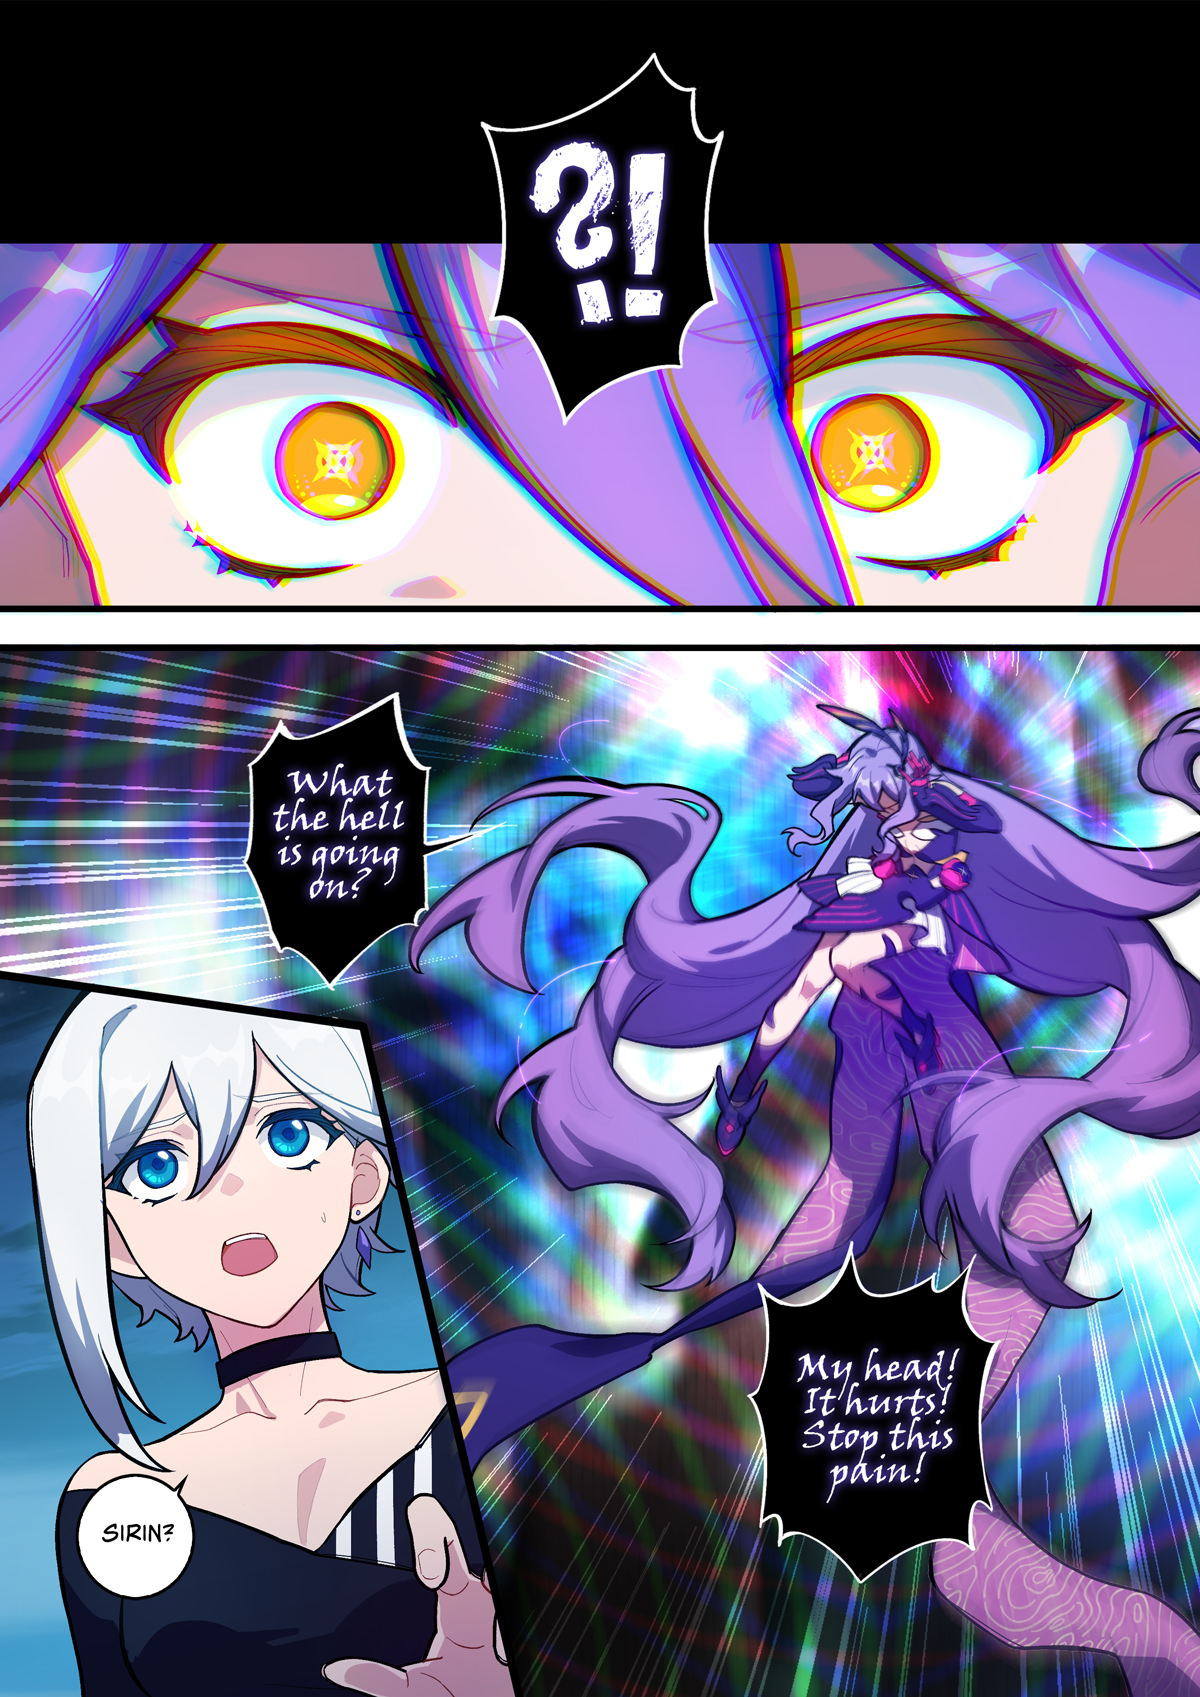 ?!
What
the hell
is going
on?
My head!
It hurts!
Stop this
pain!
SIRIN?